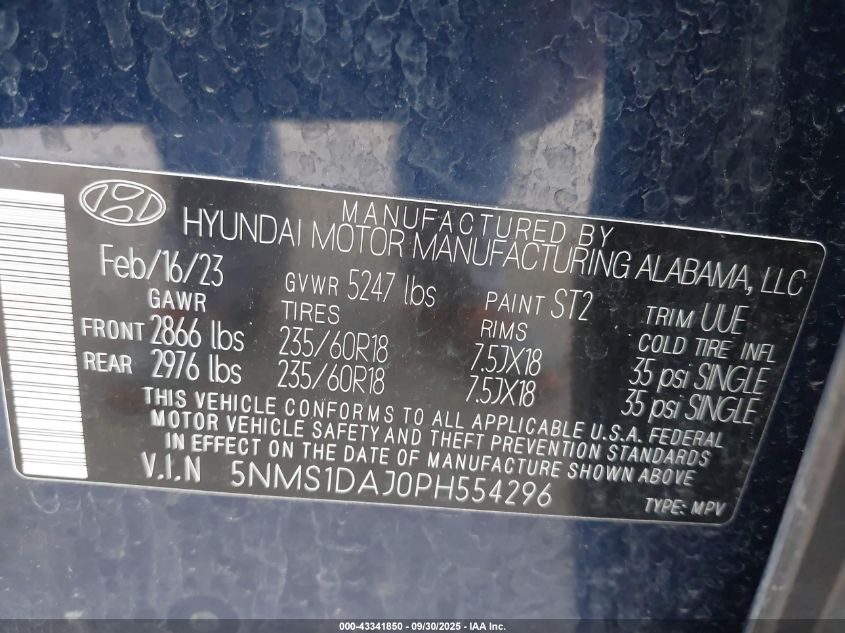 MANUFACTURED BY
HYUNDAI MOTOR MANUFACTURING ALABAMA, LLC
Feb/16/23 GVWR 5247 lbs PAINT ST2 TRIM UUE
GAWR TIRES RIMS COLD TIRE INFL
FRONT 2866 lbs 235/60R18 7.5JX18 35 psi SINGLE
REAR 2976 lbs 235/60R18 7.5JX18 35 psi SINGLE
THIS VEHICLE CONFORMS TO ALL APPLICABLE U.S.A. FEDERAL
MOTOR VEHICLE SAFETY AND THEFT PREVENTION STANDARDS
IN EFFECT ON THE DATE OF MANUFACTURE SHOWN ABOVE.
V.I.N 5NMS1DAJ0PH554296 TYPE: MPV
000-43341850 - 09/30/2025 - IAA Inc.